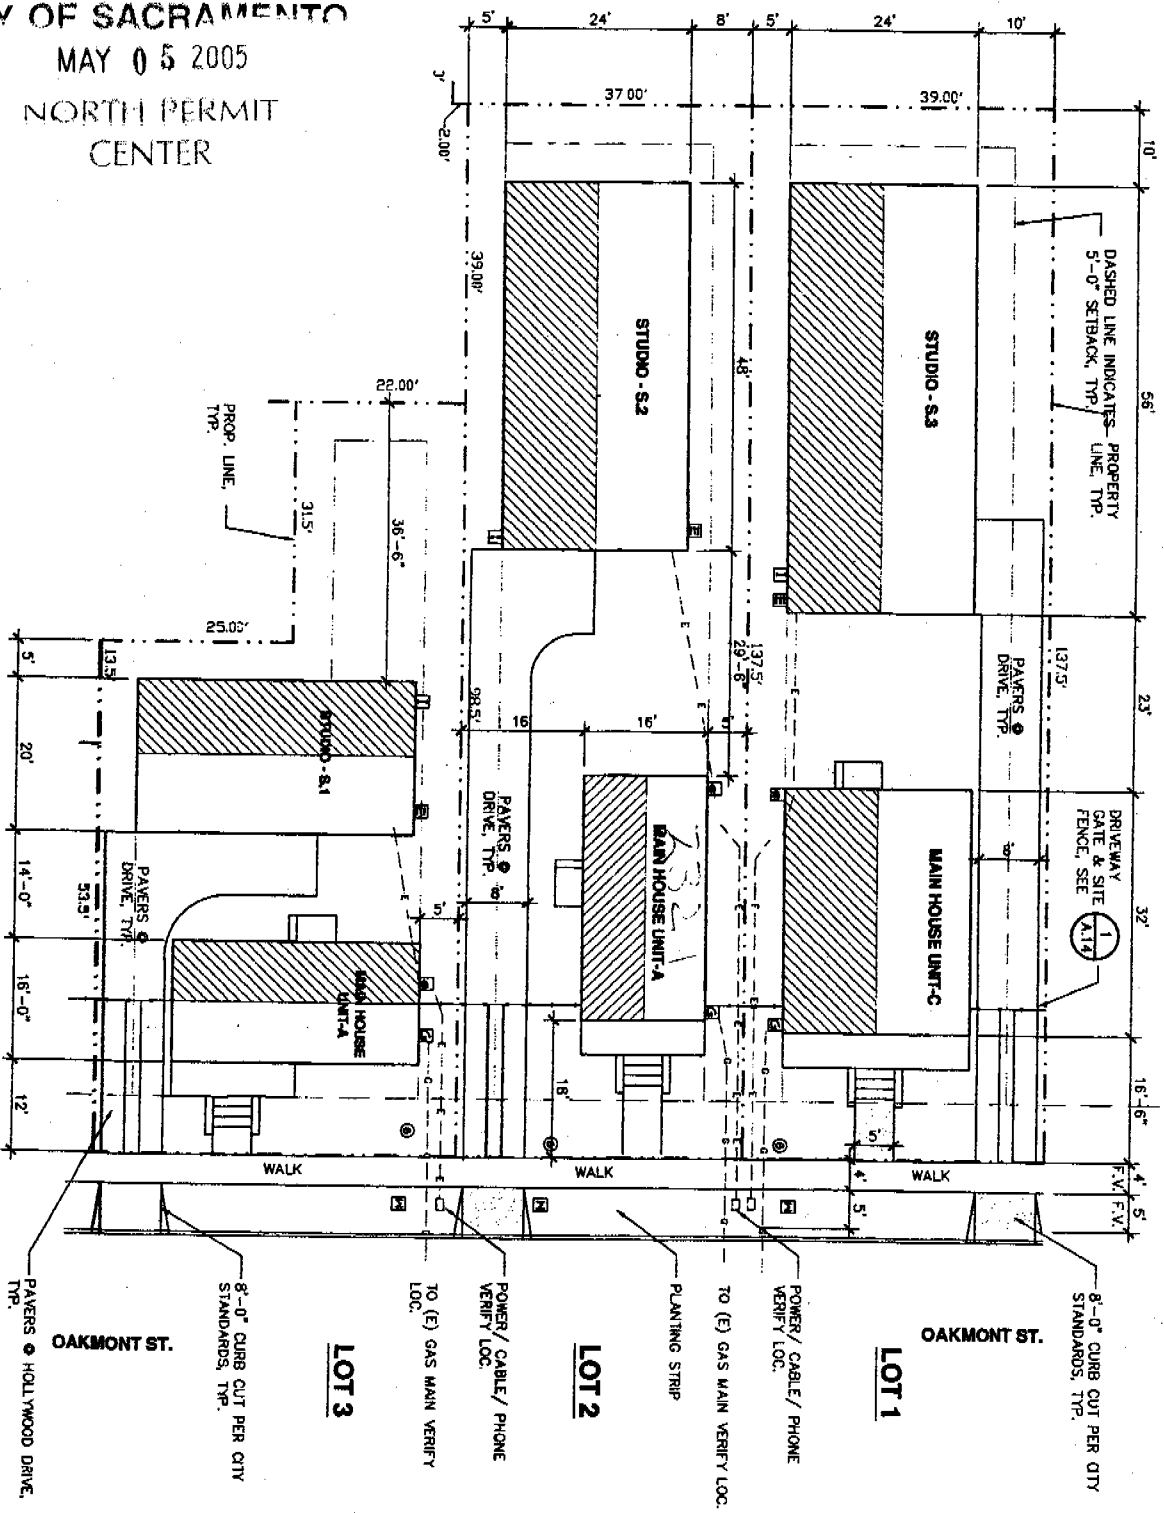 Y OF SACRAMENTO
MAY 05 2005
NORTH PERMIT
CENTER
5'
24'
8'
5'
24'
10'
37.00'
39.00'
2.00'
10'
56'
23'
32'
16'-6"
4'
5'
F.V.
F.V.
DASHED LINE INDICATES
5'-0" SETBACK, TYP.
PROPERTY
LINE, TYP.
STUDIO - S.3
STUDIO - S.2
48'
39.00'
22.00'
PROP. LINE,
TYP.
31.5'
36'-6"
25.00'
13.5'
5'
20'
14'-0"
16'-0"
12'
STUDIO - S.1
137.5'
29'-6"
137.5'
98.5'
16'
16'
PAVERS @
DRIVE, TYP.
PAVERS @
DRIVE, TYP.
PAVERS @
DRIVE, TYP.
53.5'
8'
8'
5'
DRIVEWAY
GATE & SITE
FENCE, SEE
1
A.14
MAIN HOUSE UNIT-C
MAIN HOUSE UNIT-A
MAIN HOUSE
UNIT-A
18'
5'
WALK
WALK
WALK
4'
5'
8'-0" CURB CUT PER CITY
STANDARDS, TYP.
OAKMONT ST.
LOT 1
POWER/ CABLE/ PHONE
VERIFY LOC.
TO (E) GAS MAIN VERIFY LOC.
PLANTING STRIP
LOT 2
POWER/ CABLE/ PHONE
VERIFY LOC.
TO (E) GAS MAIN VERIFY
LOC.
LOT 3
8'-0" CURB CUT PER CITY
STANDARDS, TYP.
OAKMONT ST.
PAVERS @ HOLLYWOOD DRIVE,
TYP.